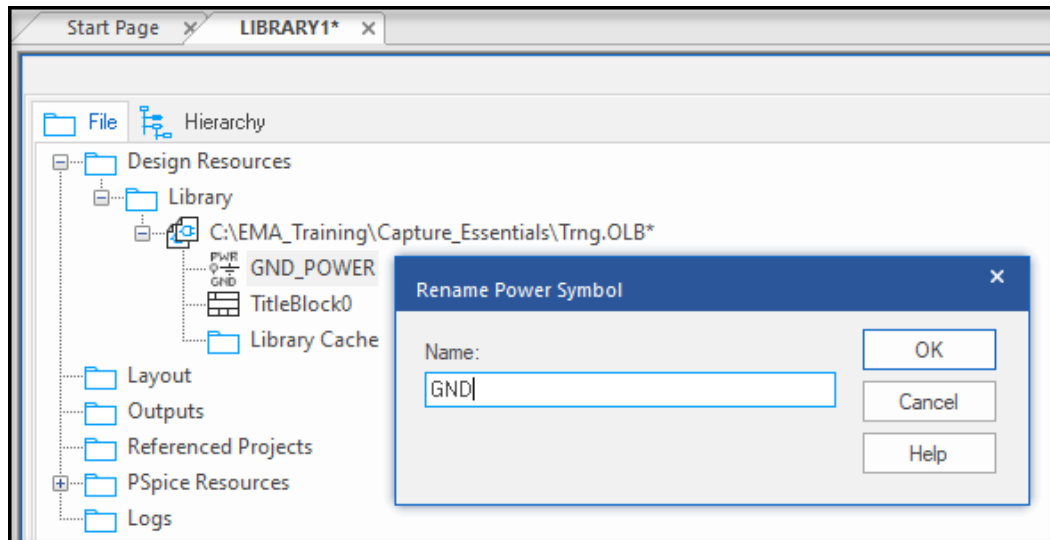 Start Page
LIBRARY1*
File
Hierarchy
Design Resources
Library
C:\EMA_Training\Capture_Essentials\Trng.OLB*
PWR
GND
GND_POWER
TitleBlock0
Library Cache
Layout
Outputs
Referenced Projects
PSpice Resources
Logs
Rename Power Symbol
Name:
GND
OK
Cancel
Help